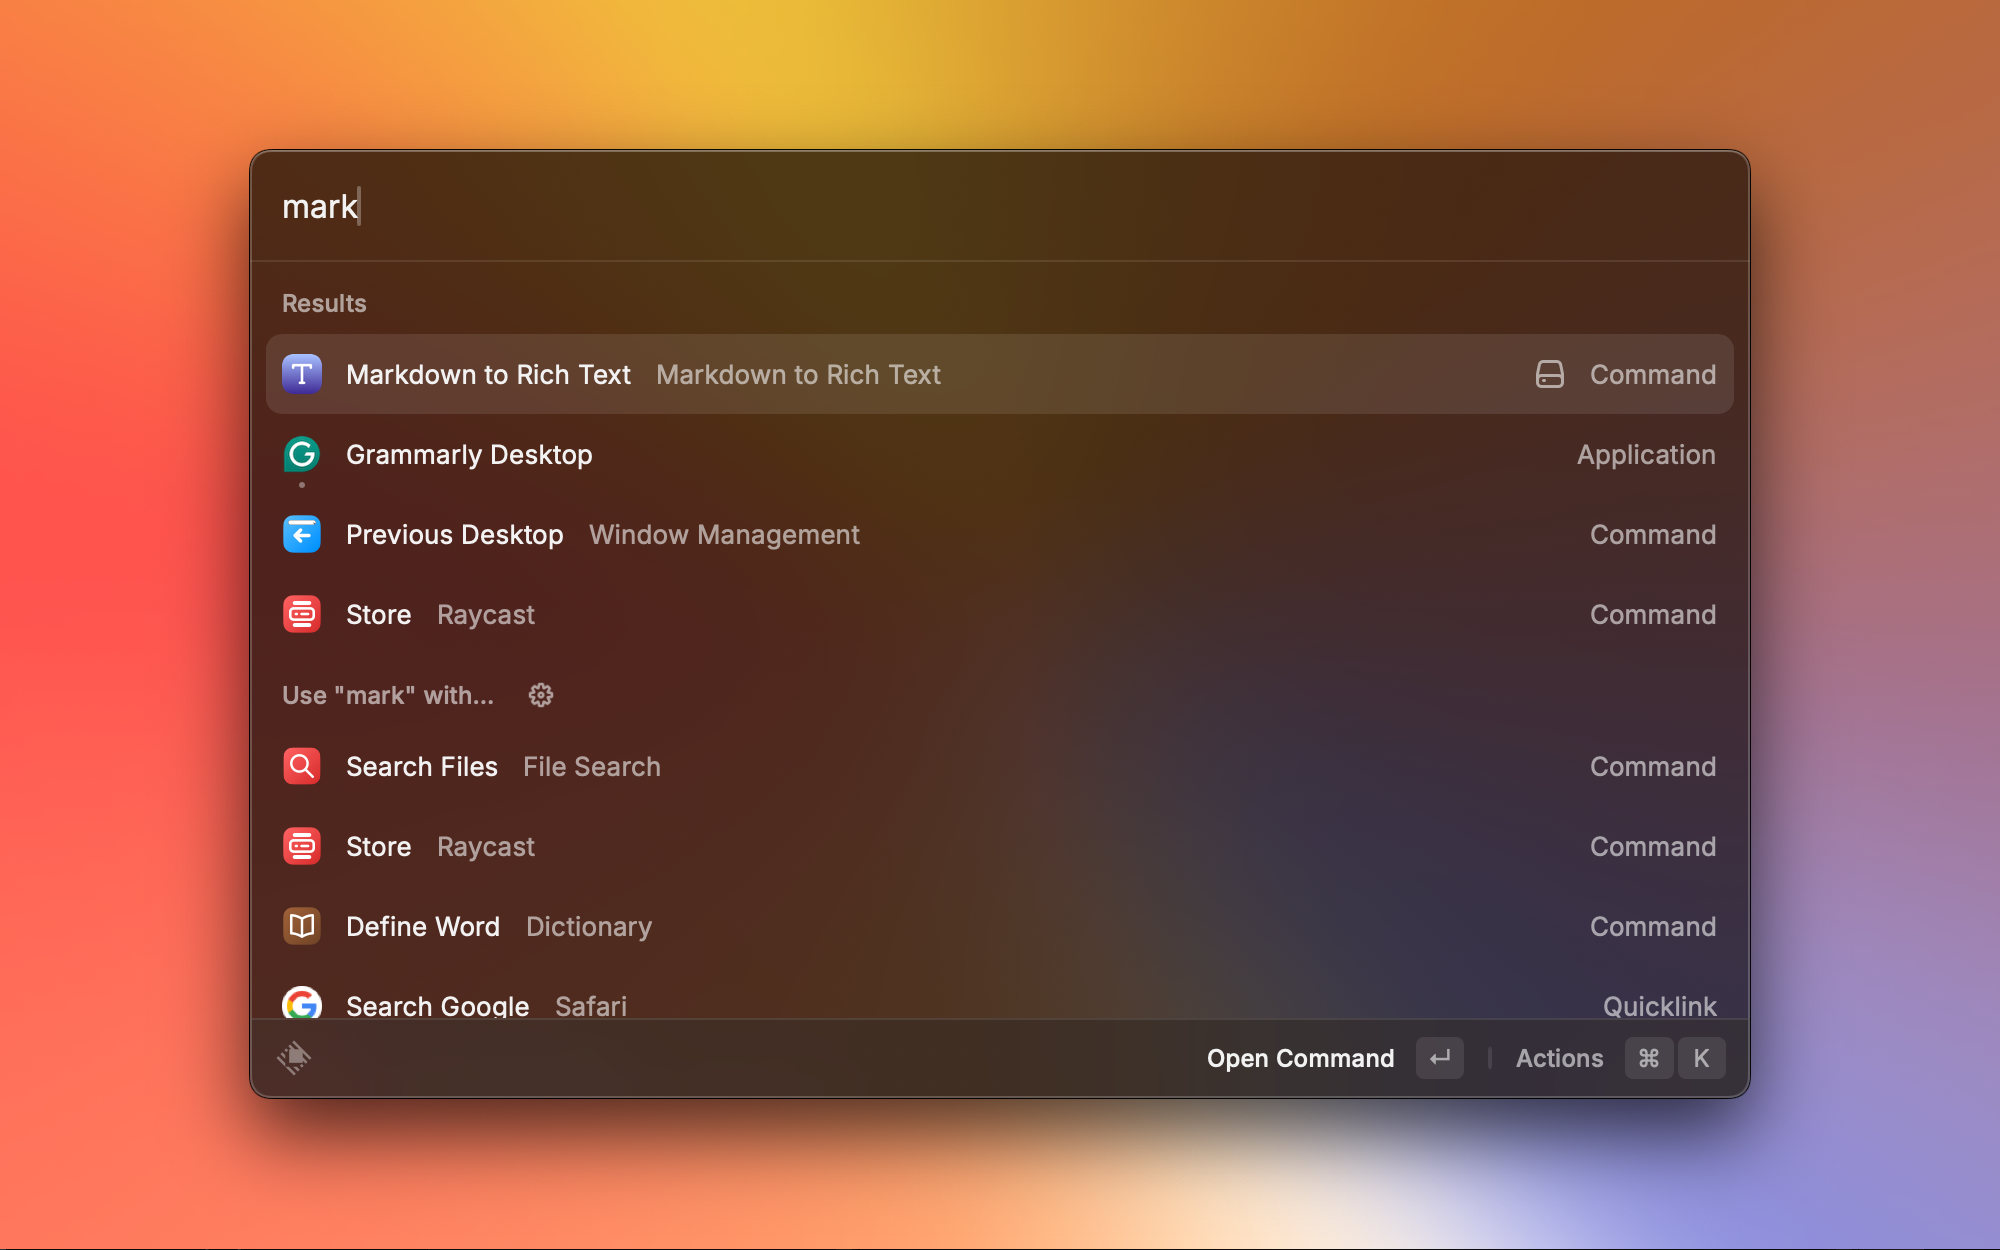 mark
Results
Markdown to Rich Text Markdown to Rich Text Command
Grammarly Desktop Application
Previous Desktop Window Management Command
Store Raycast Command
Use "mark" with...
Search Files File Search Command
Store Raycast Command
Define Word Dictionary Command
Search Google Safari Quicklink
Open Command ↵ Actions ⌘ K